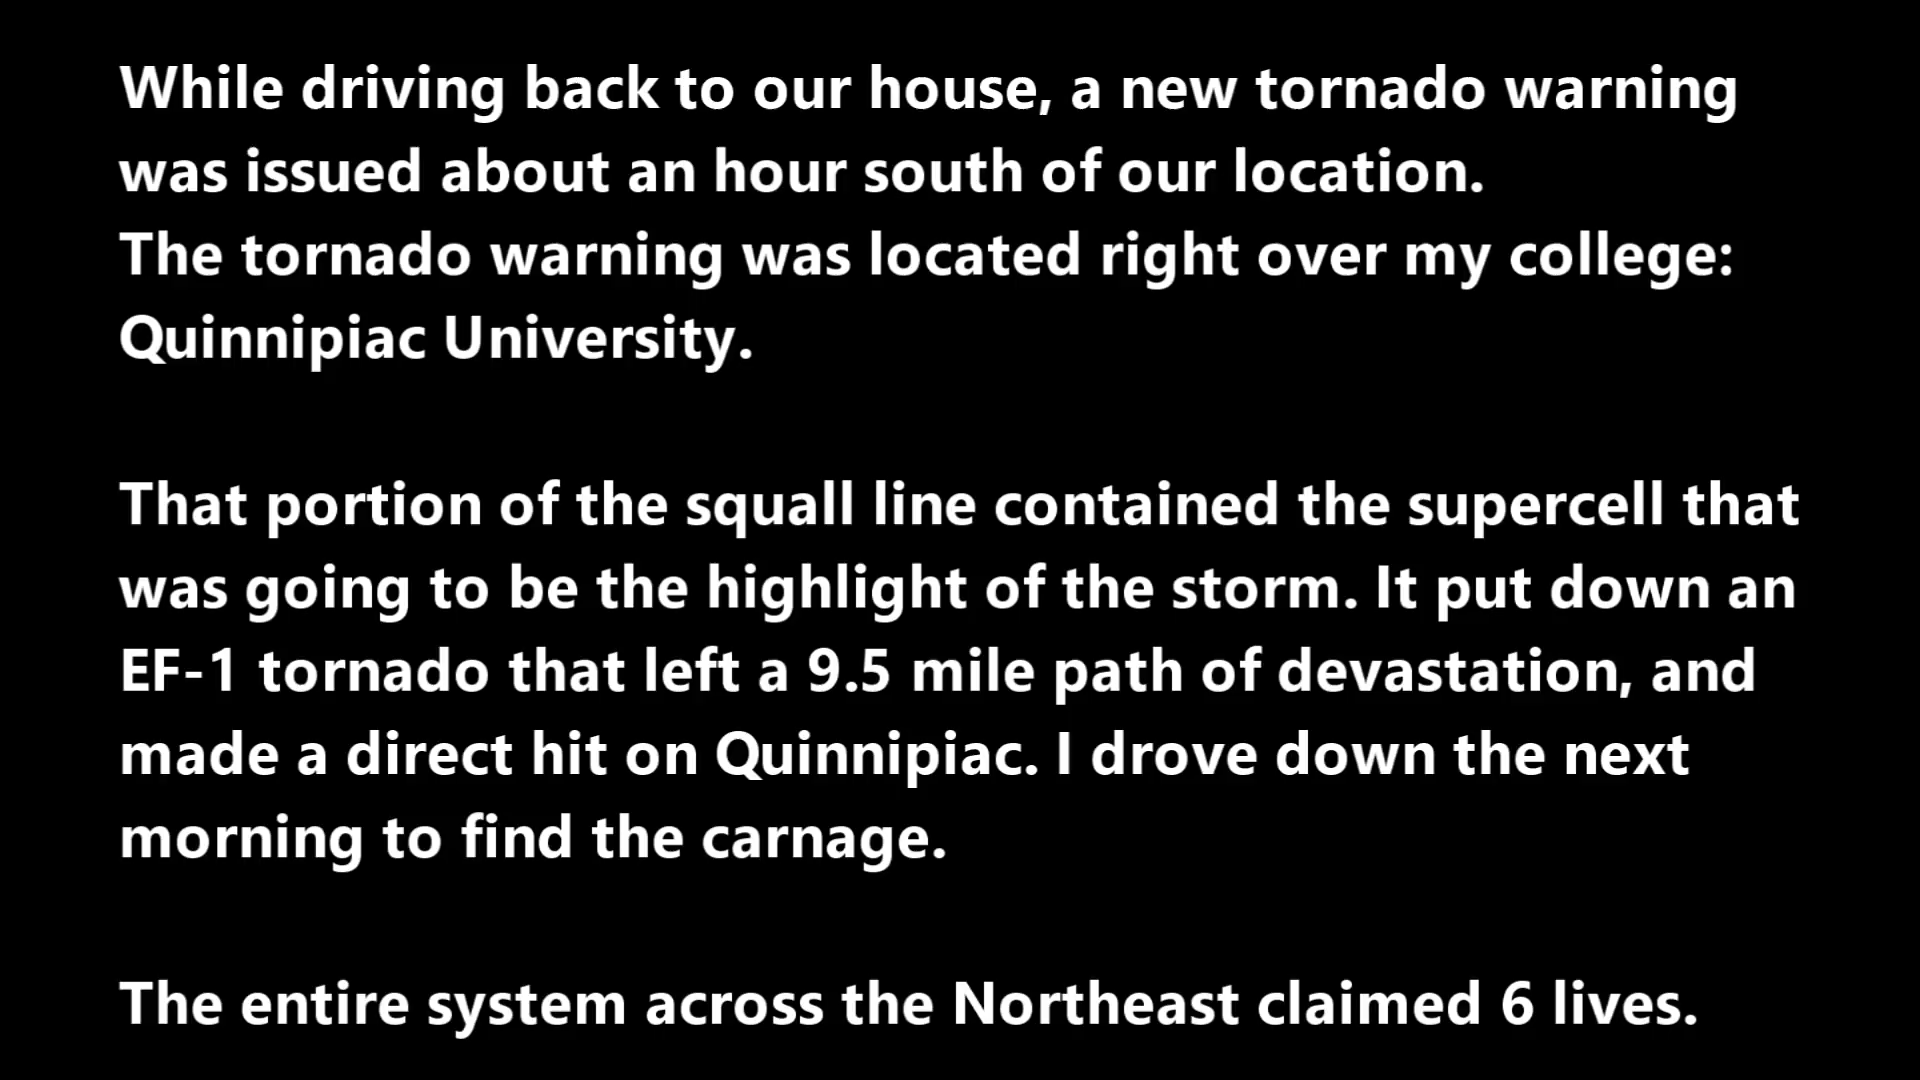 While driving back to our house, a new tornado warning
was issued about an hour south of our location.
The tornado warning was located right over my college:
Quinnipiac University.
That portion of the squall line contained the supercell that
was going to be the highlight of the storm. It put down an
EF-1 tornado that left a 9.5 mile path of devastation, and
made a direct hit on Quinnipiac. I drove down the next
morning to find the carnage.
The entire system across the Northeast claimed 6 lives.